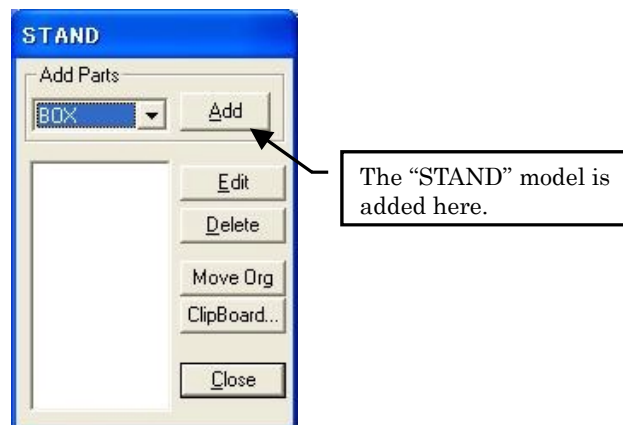 STAND
Add Parts
BOX
Add
Edit
Delete
Move Org
ClipBoard...
Close
The “STAND” model is
added here.